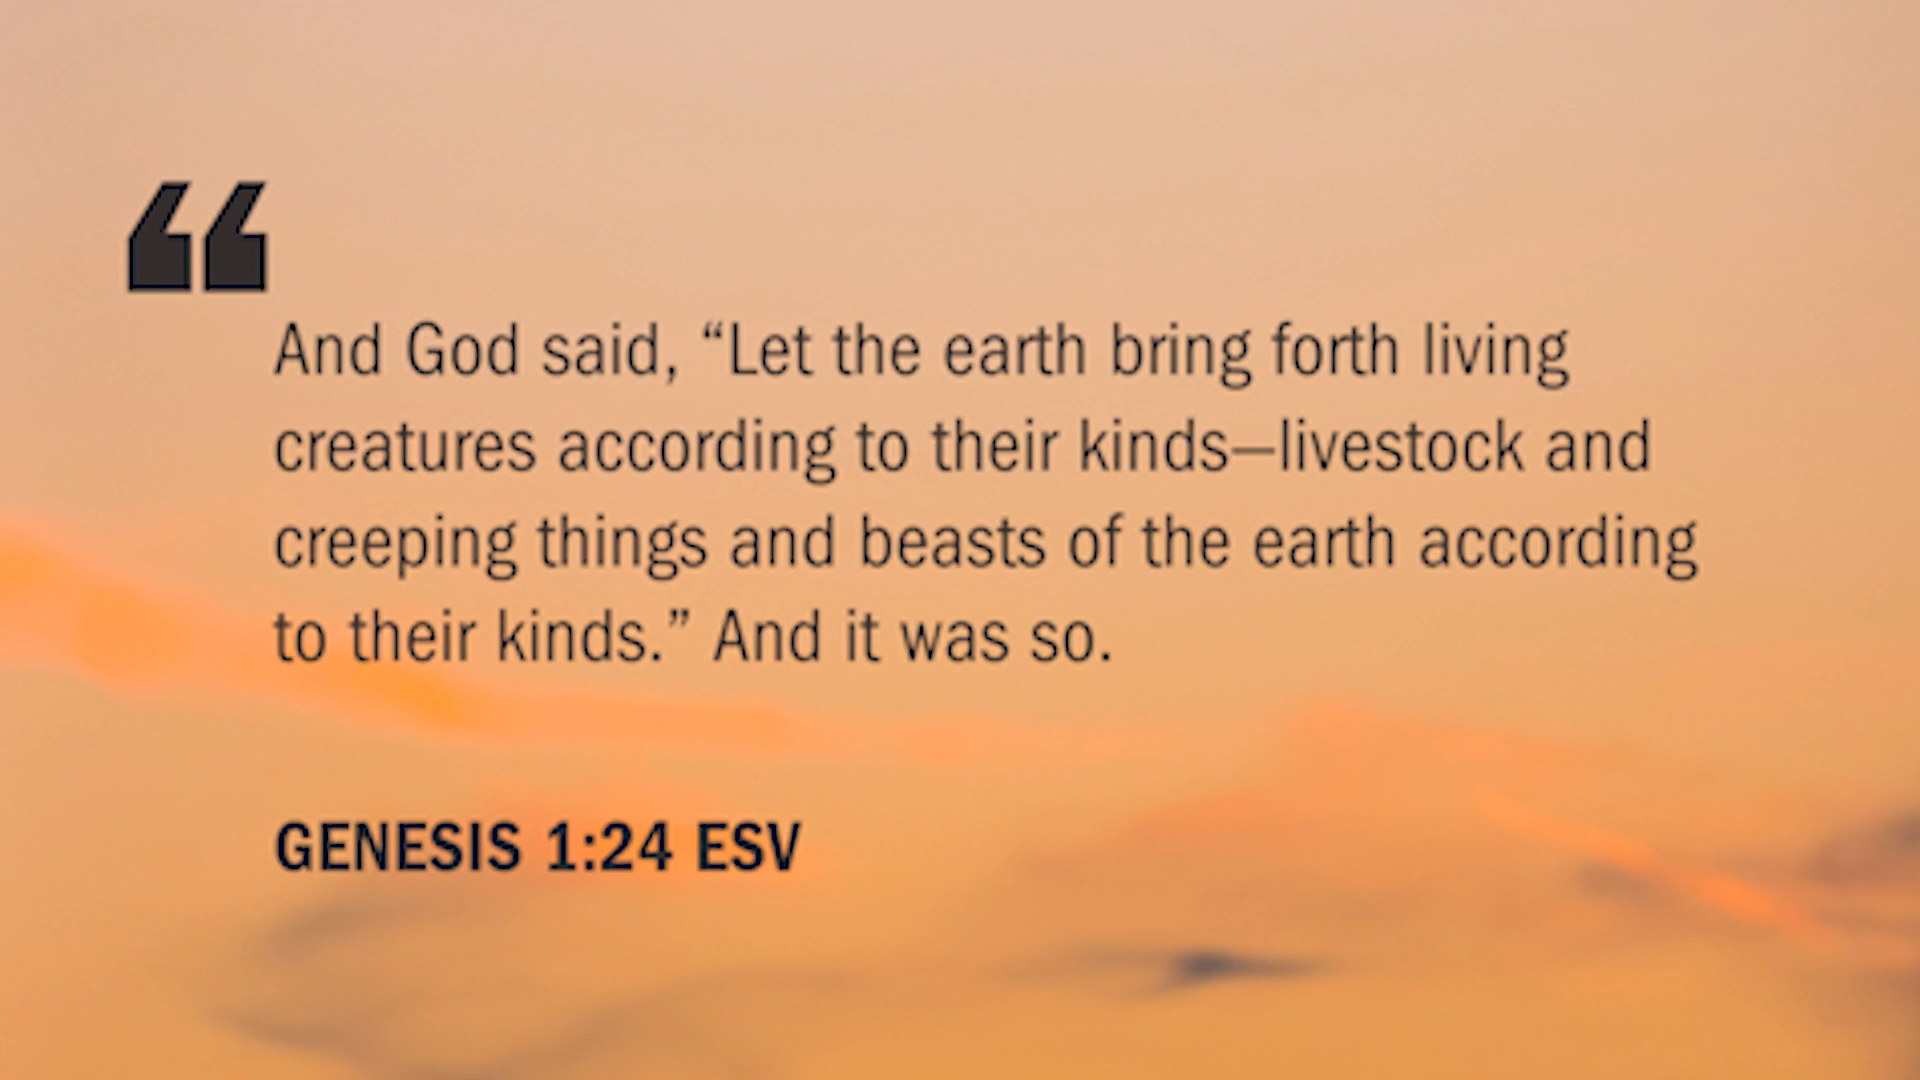 “
And God said, “Let the earth bring forth living
creatures according to their kinds—livestock and
creeping things and beasts of the earth according
to their kinds.” And it was so.
GENESIS 1:24 ESV